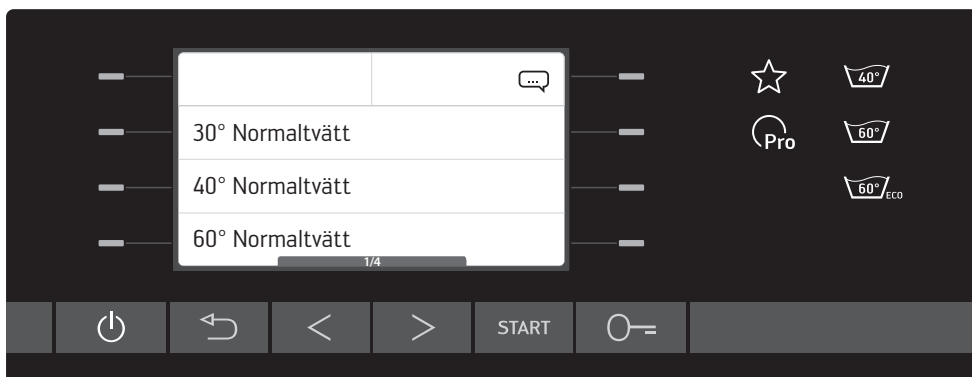 ...
30° Normaltvätt
40° Normaltvätt
60° Normaltvätt
1/4
START
40°
Pro
60°
60° ECO